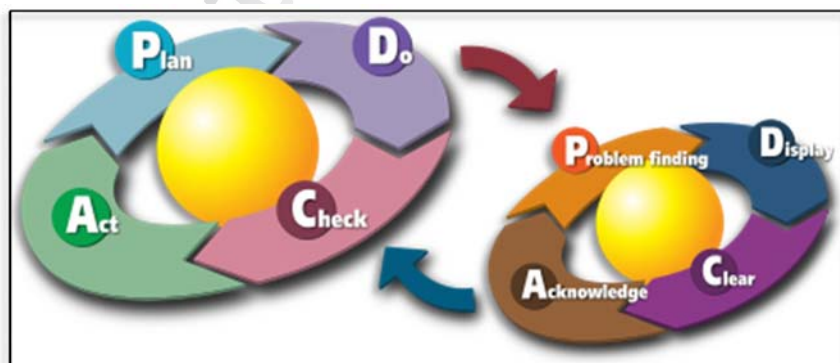 Plan
Do
Check
Act
Problem finding
Display
Clear
Acknowledge